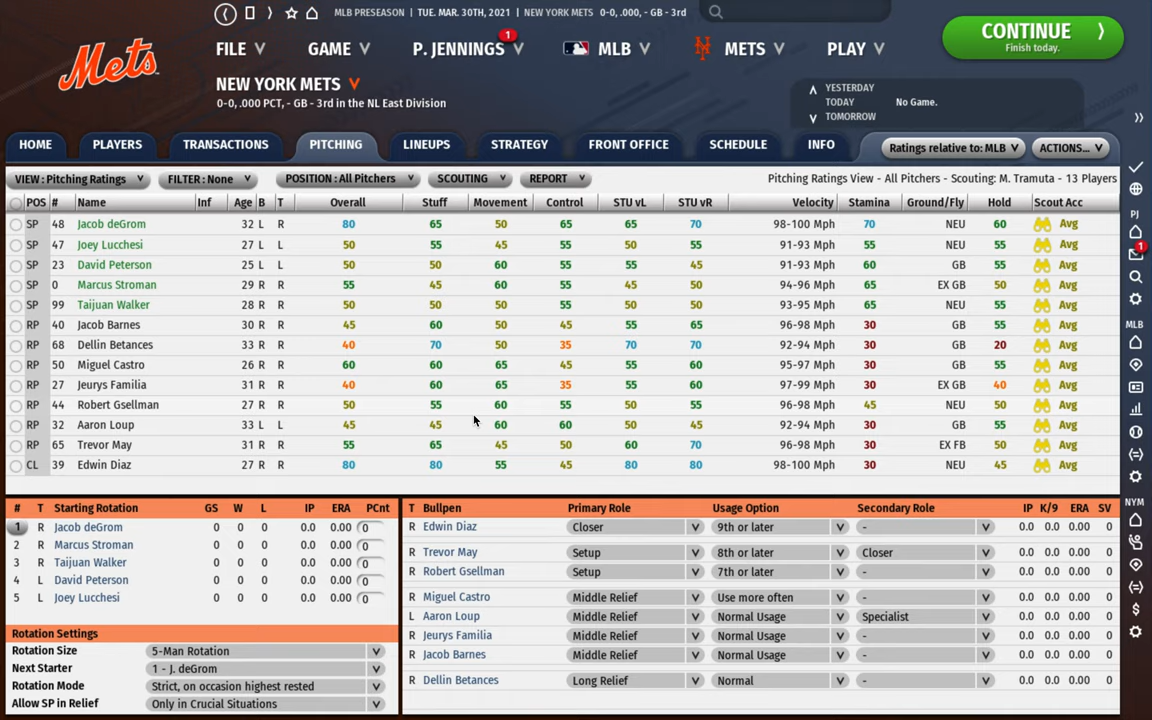 MLB PRESEASON | TUE. MAR. 30TH, 2021 | NEW YORK METS 0-0, .000, - GB - 3rd
Mets
FILE GAME P. JENNINGS 1 MLB METS PLAY
CONTINUE
Finish today.
NEW YORK METS
0-0, .000 PCT, - GB - 3rd in the NL East Division
YESTERDAY
TODAY No Game.
TOMORROW
HOME PLAYERS TRANSACTIONS PITCHING LINEUPS STRATEGY FRONT OFFICE SCHEDULE INFO Ratings relative to: MLB ACTIONS...
VIEW : Pitching Ratings FILTER : None POSITION : All Pitchers SCOUTING REPORT Pitching Ratings View - All Pitchers - Scouting: M. Tramuta - 13 Players
POS # Name Inf Age B T Overall Stuff Movement Control STU vL STU vR Velocity Stamina Ground/Fly Hold Scout Acc
SP 48 Jacob deGrom 32 L R 80 65 50 65 65 70 98-100 Mph 70 NEU 60 Avg
SP 47 Joey Lucchesi 27 L L 50 55 45 55 50 55 91-93 Mph 55 NEU 55 Avg
SP 23 David Peterson 25 L L 50 50 60 55 55 45 91-93 Mph 60 GB 55 Avg
SP 0 Marcus Stroman 29 R R 55 45 60 55 45 50 94-96 Mph 65 EX GB 50 Avg
SP 99 Taijuan Walker 28 R R 50 50 50 55 50 50 93-95 Mph 65 NEU 55 Avg
RP 40 Jacob Barnes 30 R R 45 60 50 45 55 65 96-98 Mph 30 GB 55 Avg
RP 68 Dellin Betances 33 R R 40 70 50 35 70 70 92-94 Mph 30 GB 20 Avg
RP 50 Miguel Castro 26 R R 60 60 65 45 55 60 95-97 Mph 30 GB 55 Avg
RP 27 Jeurys Familia 31 R R 40 60 65 35 55 60 97-99 Mph 30 EX GB 40 Avg
RP 44 Robert Gsellman 27 R R 50 55 60 55 50 55 96-98 Mph 45 NEU 50 Avg
RP 32 Aaron Loup 33 L L 45 45 60 60 50 45 92-94 Mph 30 GB 55 Avg
RP 65 Trevor May 31 R R 55 65 45 50 60 70 96-98 Mph 30 EX FB 50 Avg
CL 39 Edwin Diaz 27 R R 80 80 55 45 80 80 98-100 Mph 30 NEU 45 Avg
# T Starting Rotation GS W L IP ERA PCnt
1 R Jacob deGrom 0 0 0 0.0 0.00 0
2 R Marcus Stroman 0 0 0 0.0 0.00 0
3 R Taijuan Walker 0 0 0 0.0 0.00 0
4 L David Peterson 0 0 0 0.0 0.00 0
5 L Joey Lucchesi 0 0 0 0.0 0.00 0
Rotation Settings
Rotation Size 5-Man Rotation
Next Starter 1 - J. deGrom
Rotation Mode Strict, on occasion highest rested
Allow SP in Relief Only in Crucial Situations
T Bullpen Primary Role Usage Option Secondary Role IP K/9 ERA SV
R Edwin Diaz Closer 9th or later - 0.0 0.0 0.00 0
R Trevor May Setup 8th or later Closer 0.0 0.0 0.00 0
R Robert Gsellman Setup 7th or later - 0.0 0.0 0.00 0
R Miguel Castro Middle Relief Use more often - 0.0 0.0 0.00 0
L Aaron Loup Middle Relief Normal Usage Specialist 0.0 0.0 0.00 0
R Jeurys Familia Middle Relief Normal Usage - 0.0 0.0 0.00 0
R Jacob Barnes Middle Relief Normal Usage - 0.0 0.0 0.00 0
R Dellin Betances Long Relief Normal - 0.0 0.0 0.00 0
PJ
1
MLB
NYM